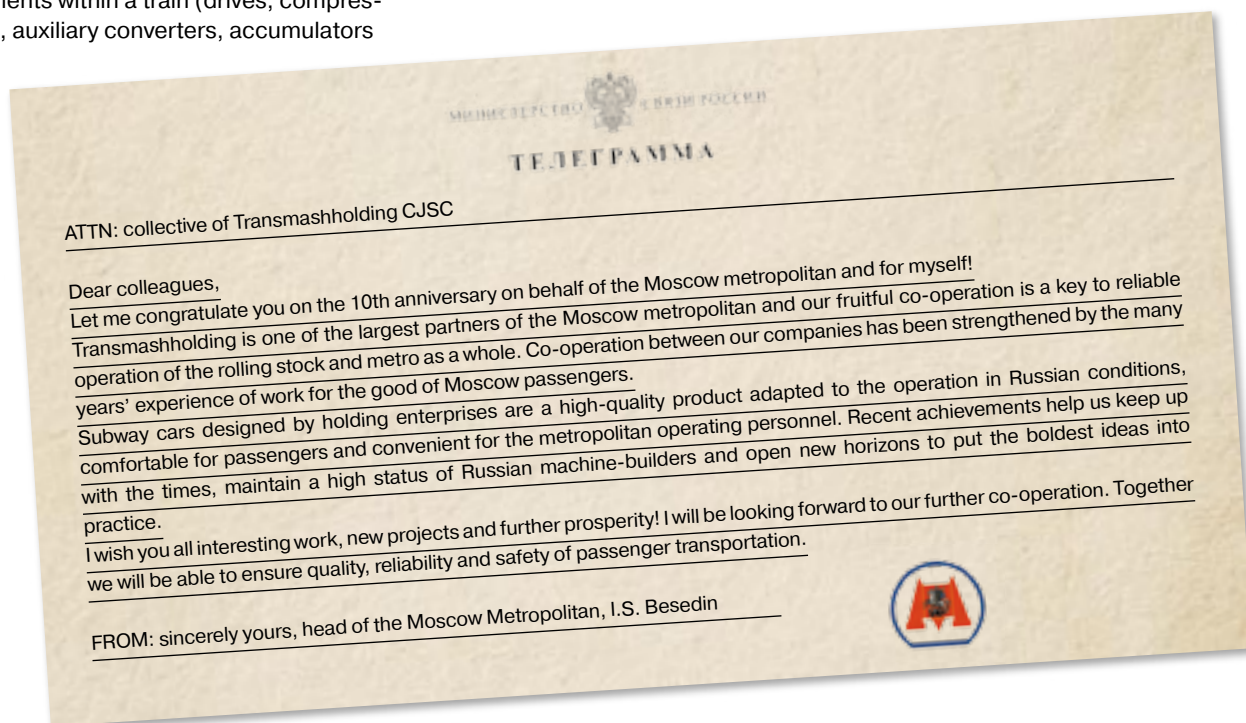 ments within a train (drives, compres-
, auxiliary converters, accumulators
МИНИСТЕРСТВО СВЯЗИ РОССИИ
ТЕЛЕГРАММА
ATTN: collective of Transmashholding CJSC
Dear colleagues,
Let me congratulate you on the 10th anniversary on behalf of the Moscow metropolitan and for myself!
Transmashholding is one of the largest partners of the Moscow metropolitan and our fruitful co-operation is a key to reliable
operation of the rolling stock and metro as a whole. Co-operation between our companies has been strengthened by the many
years’ experience of work for the good of Moscow passengers.
Subway cars designed by holding enterprises are a high-quality product adapted to the operation in Russian conditions,
comfortable for passengers and convenient for the metropolitan operating personnel. Recent achievements help us keep up
with the times, maintain a high status of Russian machine-builders and open new horizons to put the boldest ideas into
practice.
I wish you all interesting work, new projects and further prosperity! I will be looking forward to our further co-operation. Together
we will be able to ensure quality, reliability and safety of passenger transportation.
FROM: sincerely yours, head of the Moscow Metropolitan, I.S. Besedin